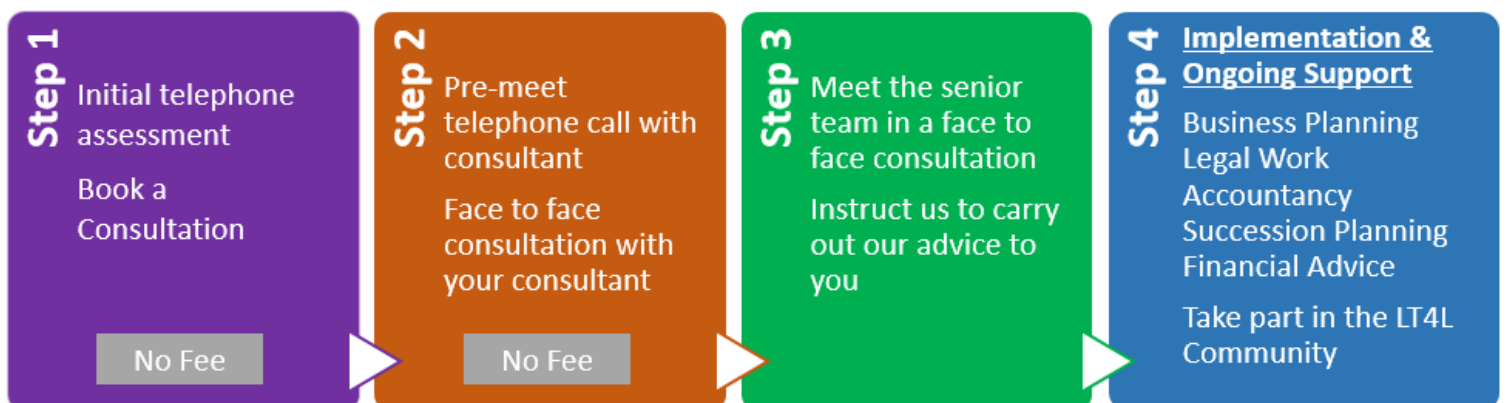 Step 1
Initial telephone
assessment
Book a
Consultation
No Fee
Step 2
Pre-meet
telephone call with
consultant
Face to face
consultation with
your consultant
No Fee
Step 3
Meet the senior
team in a face to
face consultation
Instruct us to carry
out our advice to
you
Step 4
Implementation &
Ongoing Support
Business Planning
Legal Work
Accountancy
Succession Planning
Financial Advice
Take part in the LT4L
Community